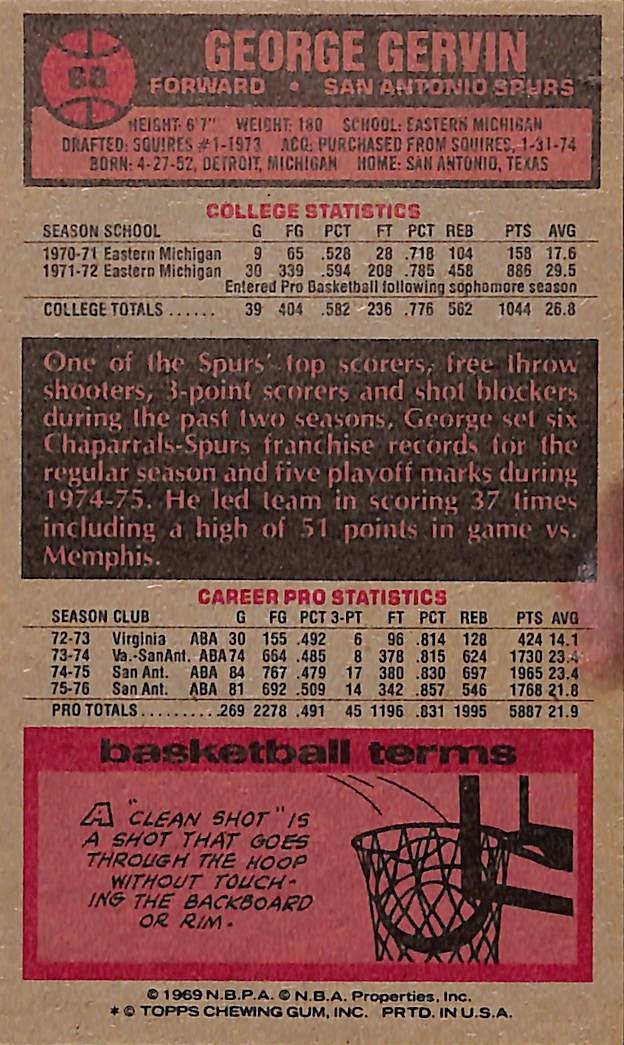 68
GEORGE GERVIN
FORWARD • SAN ANTONIO SPURS
HEIGHT: 6'7" WEIGHT: 180 SCHOOL: EASTERN MICHIGAN
DRAFTED: SQUIRES #1-1973 ACQ: PURCHASED FROM SQUIRES, 1-31-74
BORN: 4-27-52, DETROIT, MICHIGAN HOME: SAN ANTONIO, TEXAS
COLLEGE STATISTICS
SEASON SCHOOL G FG PCT FT PCT REB PTS AVG
1970-71 Eastern Michigan 9 65 .528 28 .718 104 158 17.6
1971-72 Eastern Michigan 30 339 .594 208 .785 458 886 29.5
Entered Pro Basketball following sophomore season
COLLEGE TOTALS ...... 39 404 .582 236 .776 562 1044 26.8
One of the Spurs' top scorers, free throw
shooters, 3-point scorers and shot blockers
during the past two seasons, George set six
Chaparrals-Spurs franchise records for the
regular season and five playoff marks during
1974-75. He led team in scoring 37 times
including a high of 51 points in game vs.
Memphis.
CAREER PRO STATISTICS
SEASON CLUB G FG PCT 3-PT FT PCT REB PTS AVG
72-73 Virginia ABA 30 155 .492 6 96 .814 128 424 14.1
73-74 Va.-SanAnt. ABA 74 664 .485 8 378 .815 624 1730 23.4
74-75 San Ant. ABA 84 767 .479 17 380 .830 697 1965 23.4
75-76 San Ant. ABA 81 692 .509 14 342 .857 546 1768 21.8
PRO TOTALS.......... 269 2278 .491 45 1196 .831 1995 5887 21.9
basketball terms
A "CLEAN SHOT" IS
A SHOT THAT GOES
THROUGH THE HOOP
WITHOUT TOUCH-
ING THE BACKBOARD
OR RIM.
© 1969 N.B.P.A. © N.B.A. Properties, Inc.
* © TOPPS CHEWING GUM, INC. PRTD. IN U.S.A.